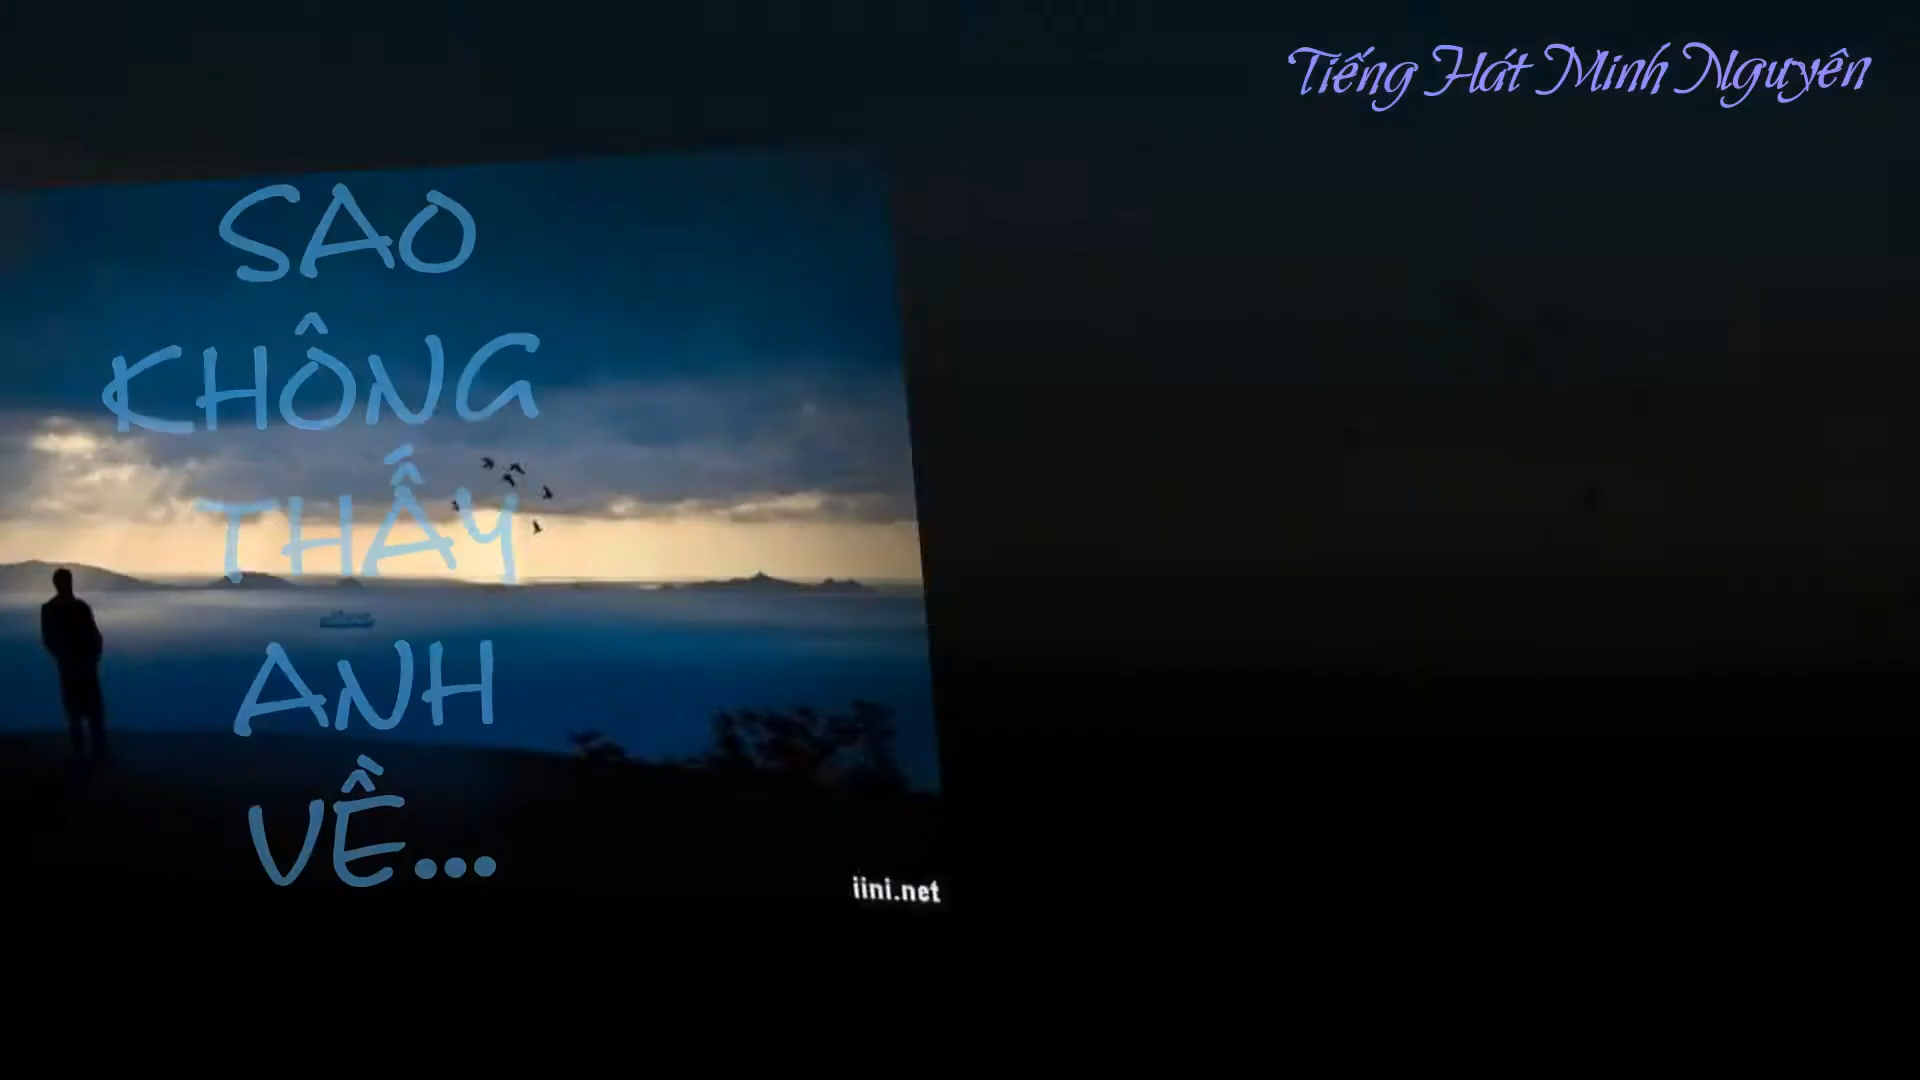 Tiếng Hát Minh Nguyên
SAO
KHÔNG
THẤY
ANH
VỀ...
iini.net